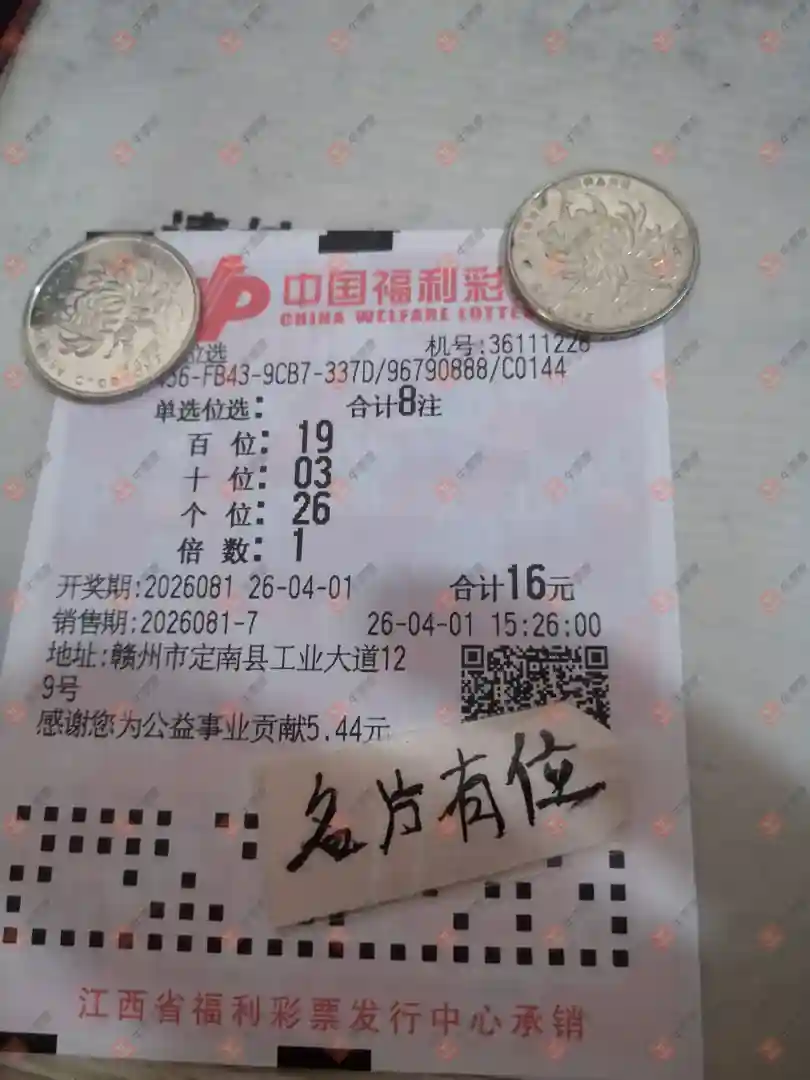 中国福利彩
CHINA WELFARE LOTTE
位选
机号:36111226
456-FB43-9CB7-337D/96790888/C0144
单选位选: 合计8注
百 位: 19
十 位: 03
个 位: 26
倍 数: 1
开奖期:2026081 26-04-01 合计16元
销售期:2026081-7 26-04-01 15:26:00
地址:赣州市定南县工业大道12
9号
感谢您为公益事业贡献5.44元
名片有位
江西省福利彩票发行中心承销